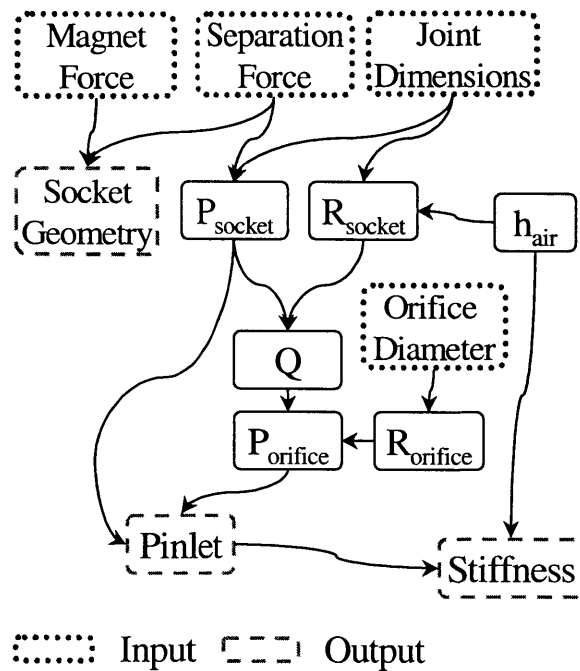 Magnet
Force
Separation
Force
Joint
Dimensions
Socket
Geometry
P_socket
R_socket
h_air
Orifice
Diameter
Q
P_orifice
R_orifice
Pinlet
Stiffness
Input
Output